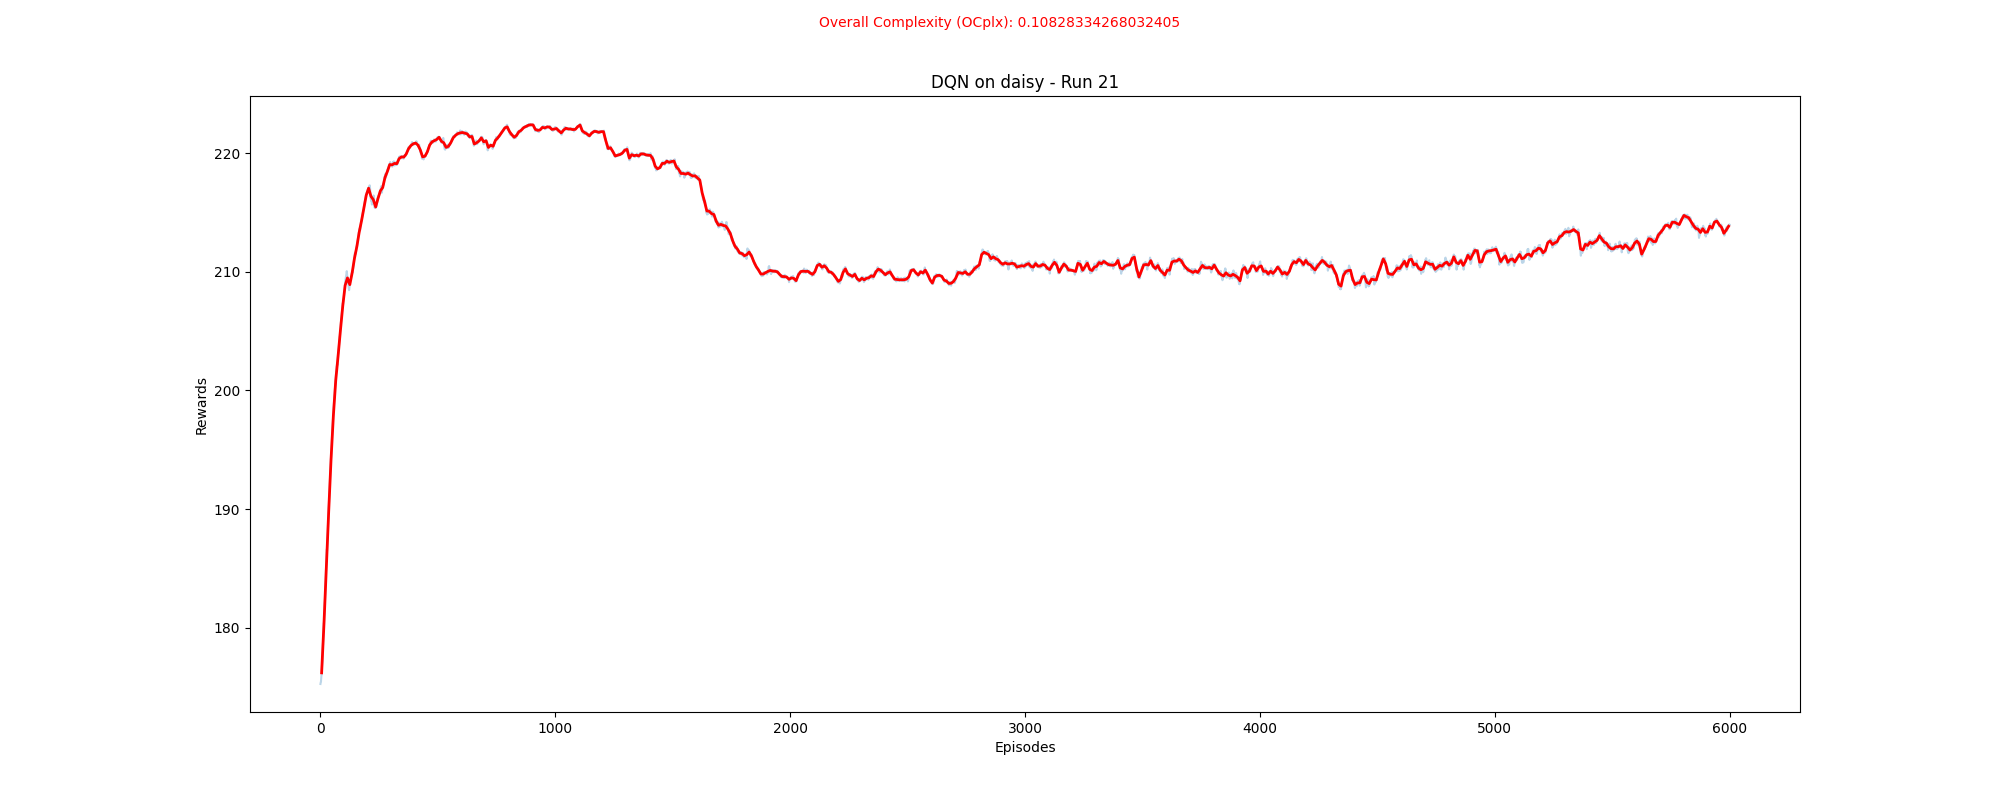 Overall Complexity (OCplx): 0.10828334268032405
DQN on daisy - Run 21
220
210
200
190
180
Rewards
0 1000 2000 3000 4000 5000 6000
Episodes